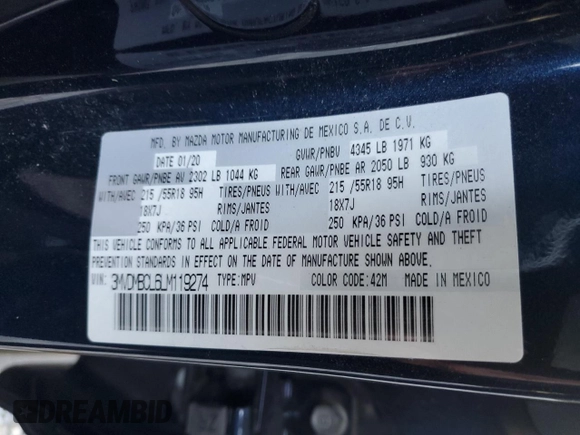 MFD. BY MAZDA MOTOR MANUFACTURING DE MEXICO S.A. DE C.V.
DATE 01/20 GVWR/PNBV 4345 LB 1971 KG
FRONT GAWR/PNBE AV 2302 LB 1044 KG REAR GAWR/PNBE AR 2050 LB 930 KG
WITH/AVEC 215 /55R18 95H TIRES/PNEUS WITH/AVEC 215 /55R18 95H TIRES/PNEUS
18X7J RIMS/JANTES 18X7J RIMS/JANTES
250 KPA/36 PSI COLD/A FROID 250 KPA/36 PSI COLD/A FROID
THIS VEHICLE CONFORMS TO ALL APPLICABLE FEDERAL MOTOR VEHICLE SAFETY AND THEFT
PREVENTION STANDARDS IN EFFECT ON THE DATE OF MANUFACTURE SHOWN ABOVE.
VIN: 3MVDMBCL5LM119274 TYPE:MPV COLOR CODE:42M MADE IN MEXICO
DREAMBID